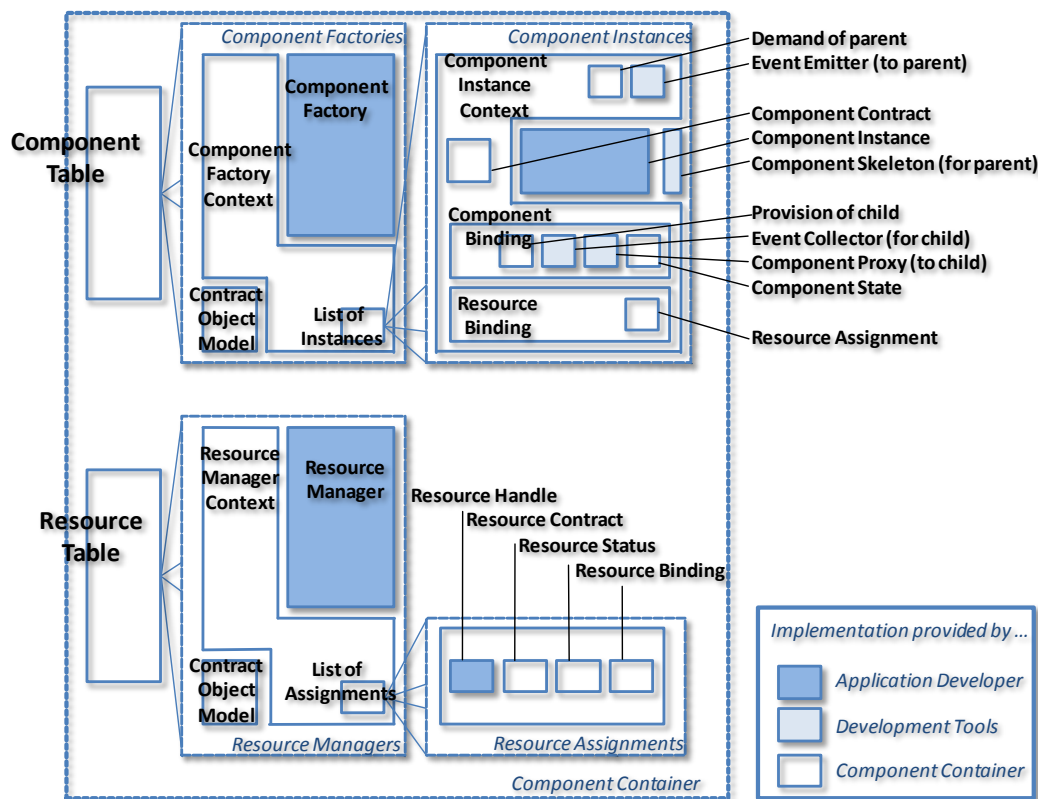 Component Factories
Component Instances
Component
Table
Component
Factory
Context
Component
Factory
Contract
Object
Model
List of
Instances
Component
Instance
Context
Component
Binding
Resource
Binding
Demand of parent
Event Emitter (to parent)
Component Contract
Component Instance
Component Skeleton (for parent)
Provision of child
Event Collector (for child)
Component Proxy (to child)
Component State
Resource Assignment
Resource
Table
Resource
Manager
Context
Resource
Manager
Contract
Object
Model
List of
Assignments
Resource Managers
Resource Handle
Resource Contract
Resource Status
Resource Binding
Resource Assignments
Component Container
Implementation provided by ...
Application Developer
Development Tools
Component Container